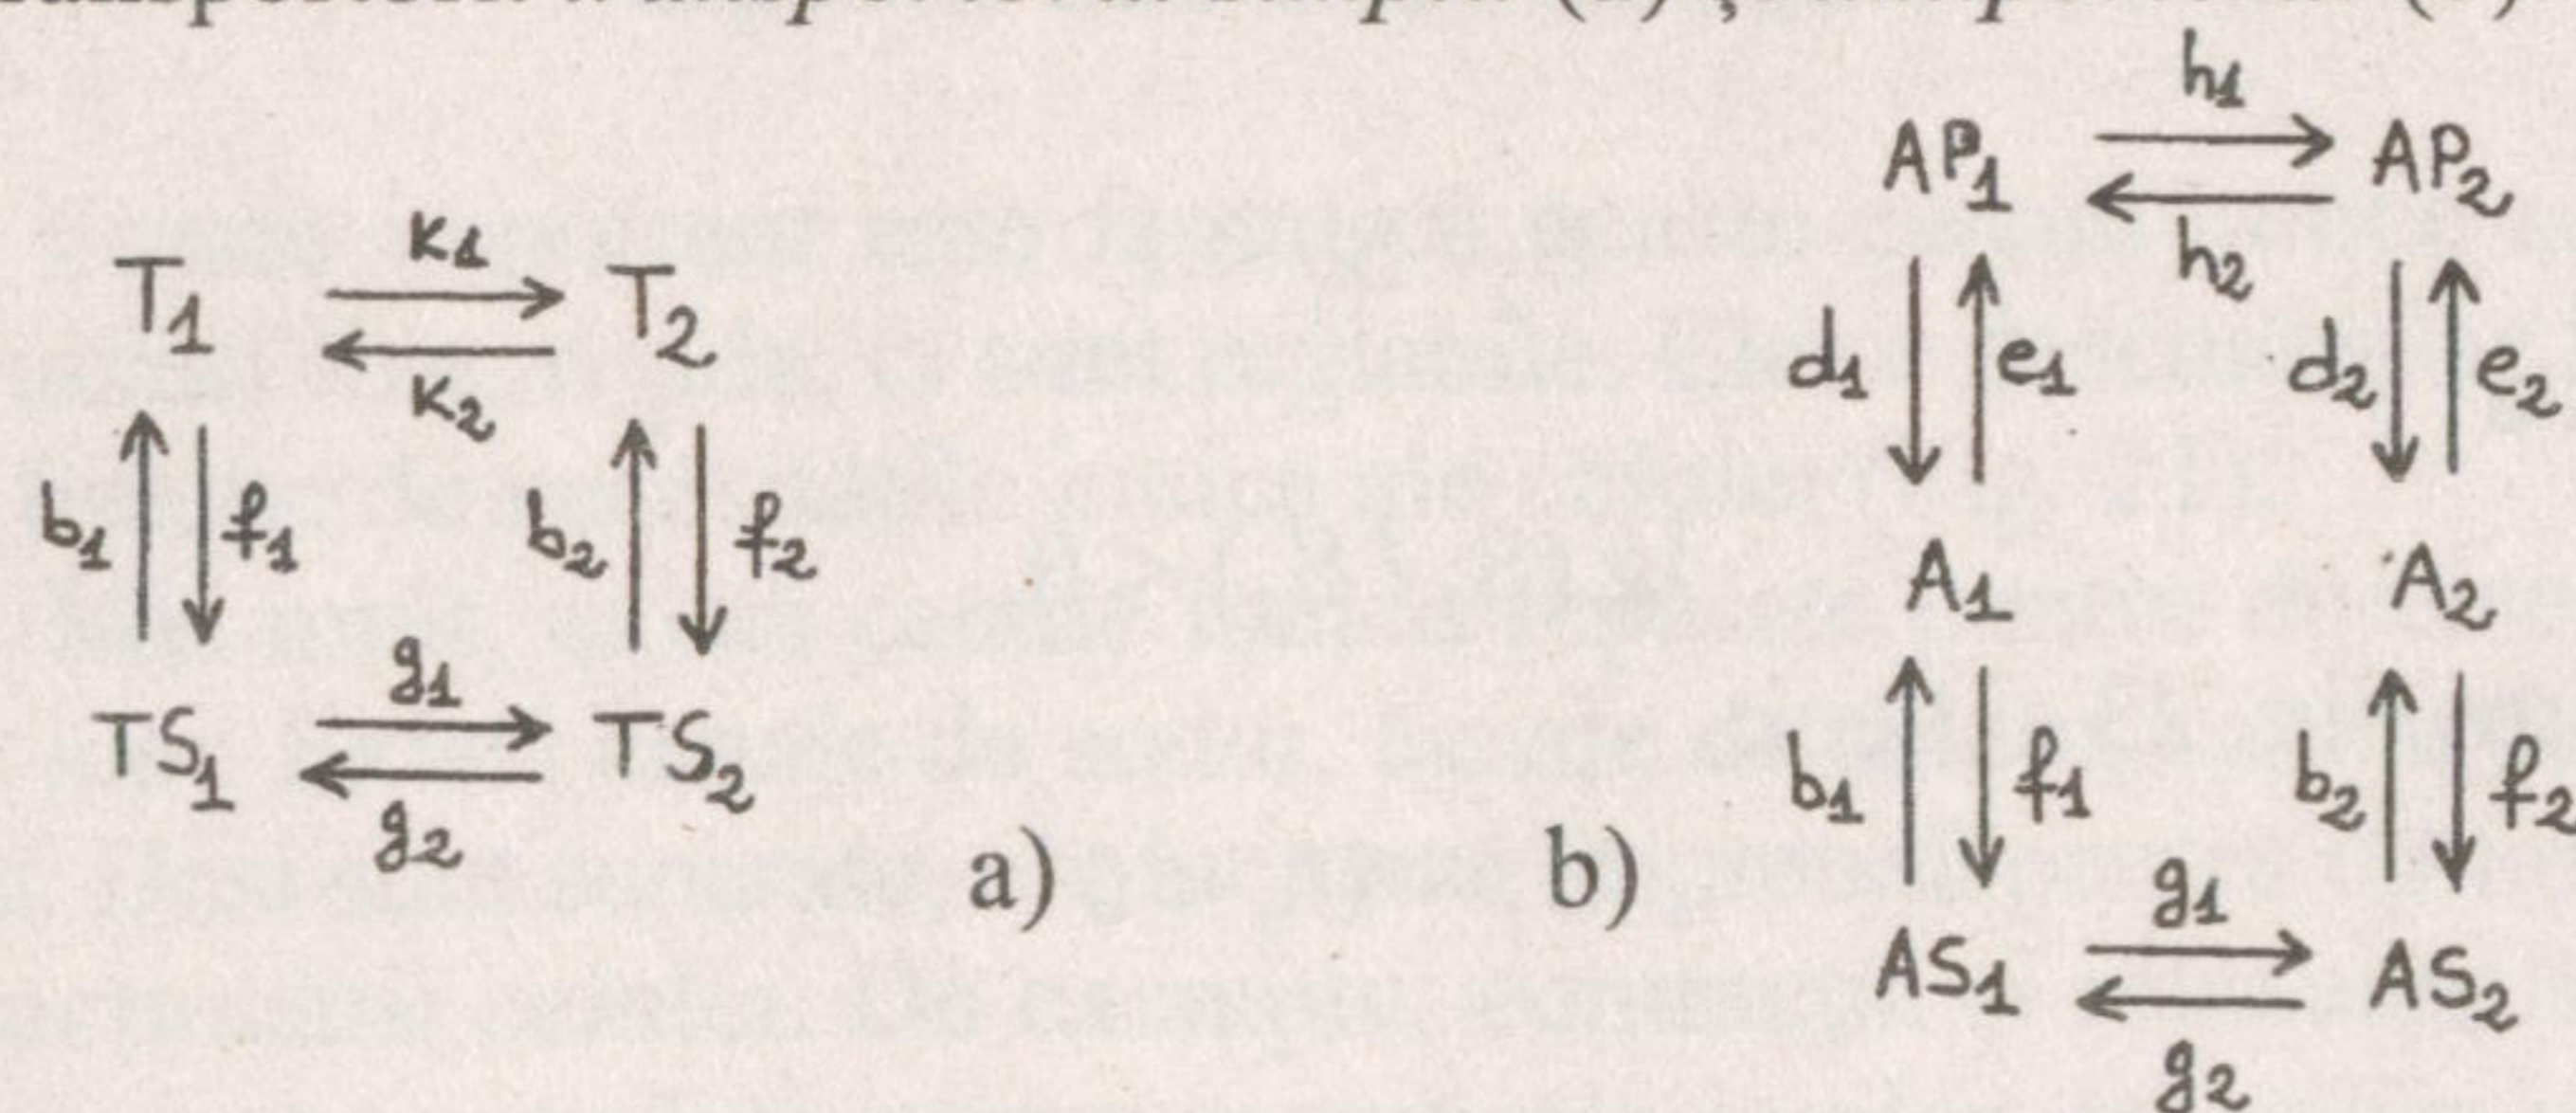 (a)
h1
AP1 AP2
h2
K1
T1 T2
K2
d1 e1 d2 e2
b1 f1 b2 f2
A1 A2
g1
TS1 TS2
g2
b1 f1 b2 f2
a) b)
g1
AS1 AS2
g2